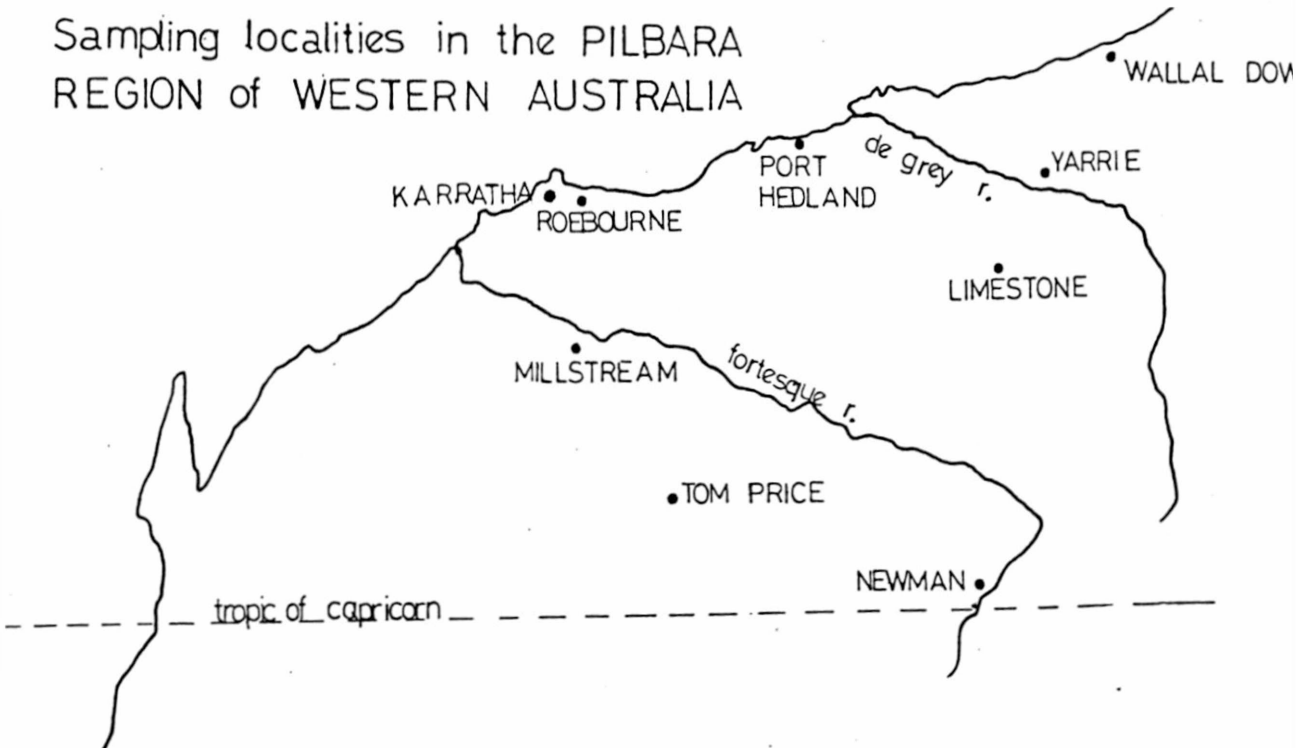 Sampling localities in the PILBARA
REGION of WESTERN AUSTRALIA
WALLAL DOW
PORT
HEDLAND
de grey r.
YARRIE
KARRATHA
ROEBOURNE
LIMESTONE
MILLSTREAM
fortesque r.
TOM PRICE
NEWMAN
tropic of capricorn